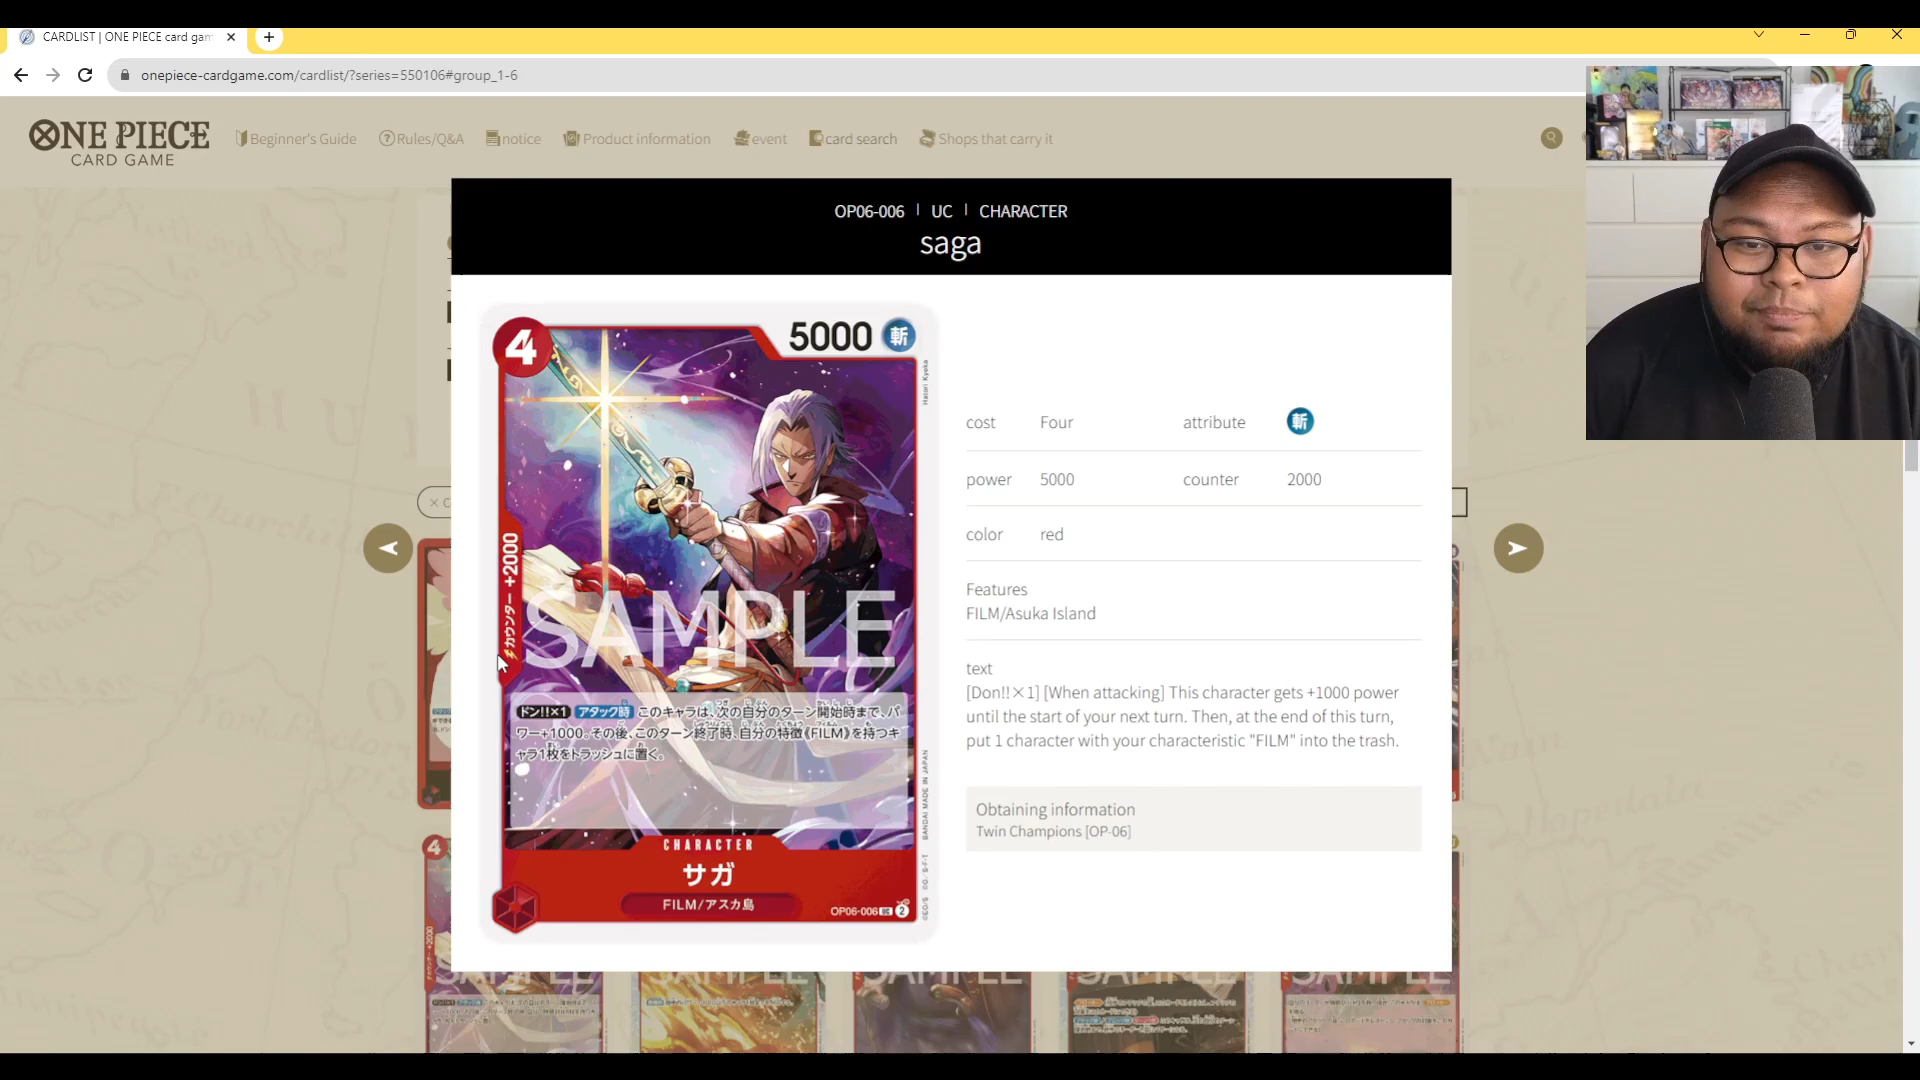 CARDLIST | ONE PIECE card gam
onepiece-cardgame.com/cardlist/?series=550106#group_1-6
ONE PIECE
CARD GAME
Beginner's Guide
Rules/Q&A
notice
Product information
event
card search
Shops that carry it
OP06-006 | UC | CHARACTER
saga
4
5000 斬
Hatori Kyoka
カウンター +2000
SAMPLE
ドン!!×1 アタック時 このキャラは、次の自分のターン開始時まで、パ
ワー+1000。その後、このターン終了時、自分の特徴《FILM》を持つキ
ャラ1枚をトラッシュに置く。
CHARACTER
サガ
FILM/アスカ島
OP06-006 UC 2
BANDAI MADE IN JAPAN
cost Four attribute 斬
power 5000 counter 2000
color red
Features
FILM/Asuka Island
text
[Don!!×1] [When attacking] This character gets +1000 power
until the start of your next turn. Then, at the end of this turn,
put 1 character with your characteristic "FILM" into the trash.
Obtaining information
Twin Champions [OP-06]
4